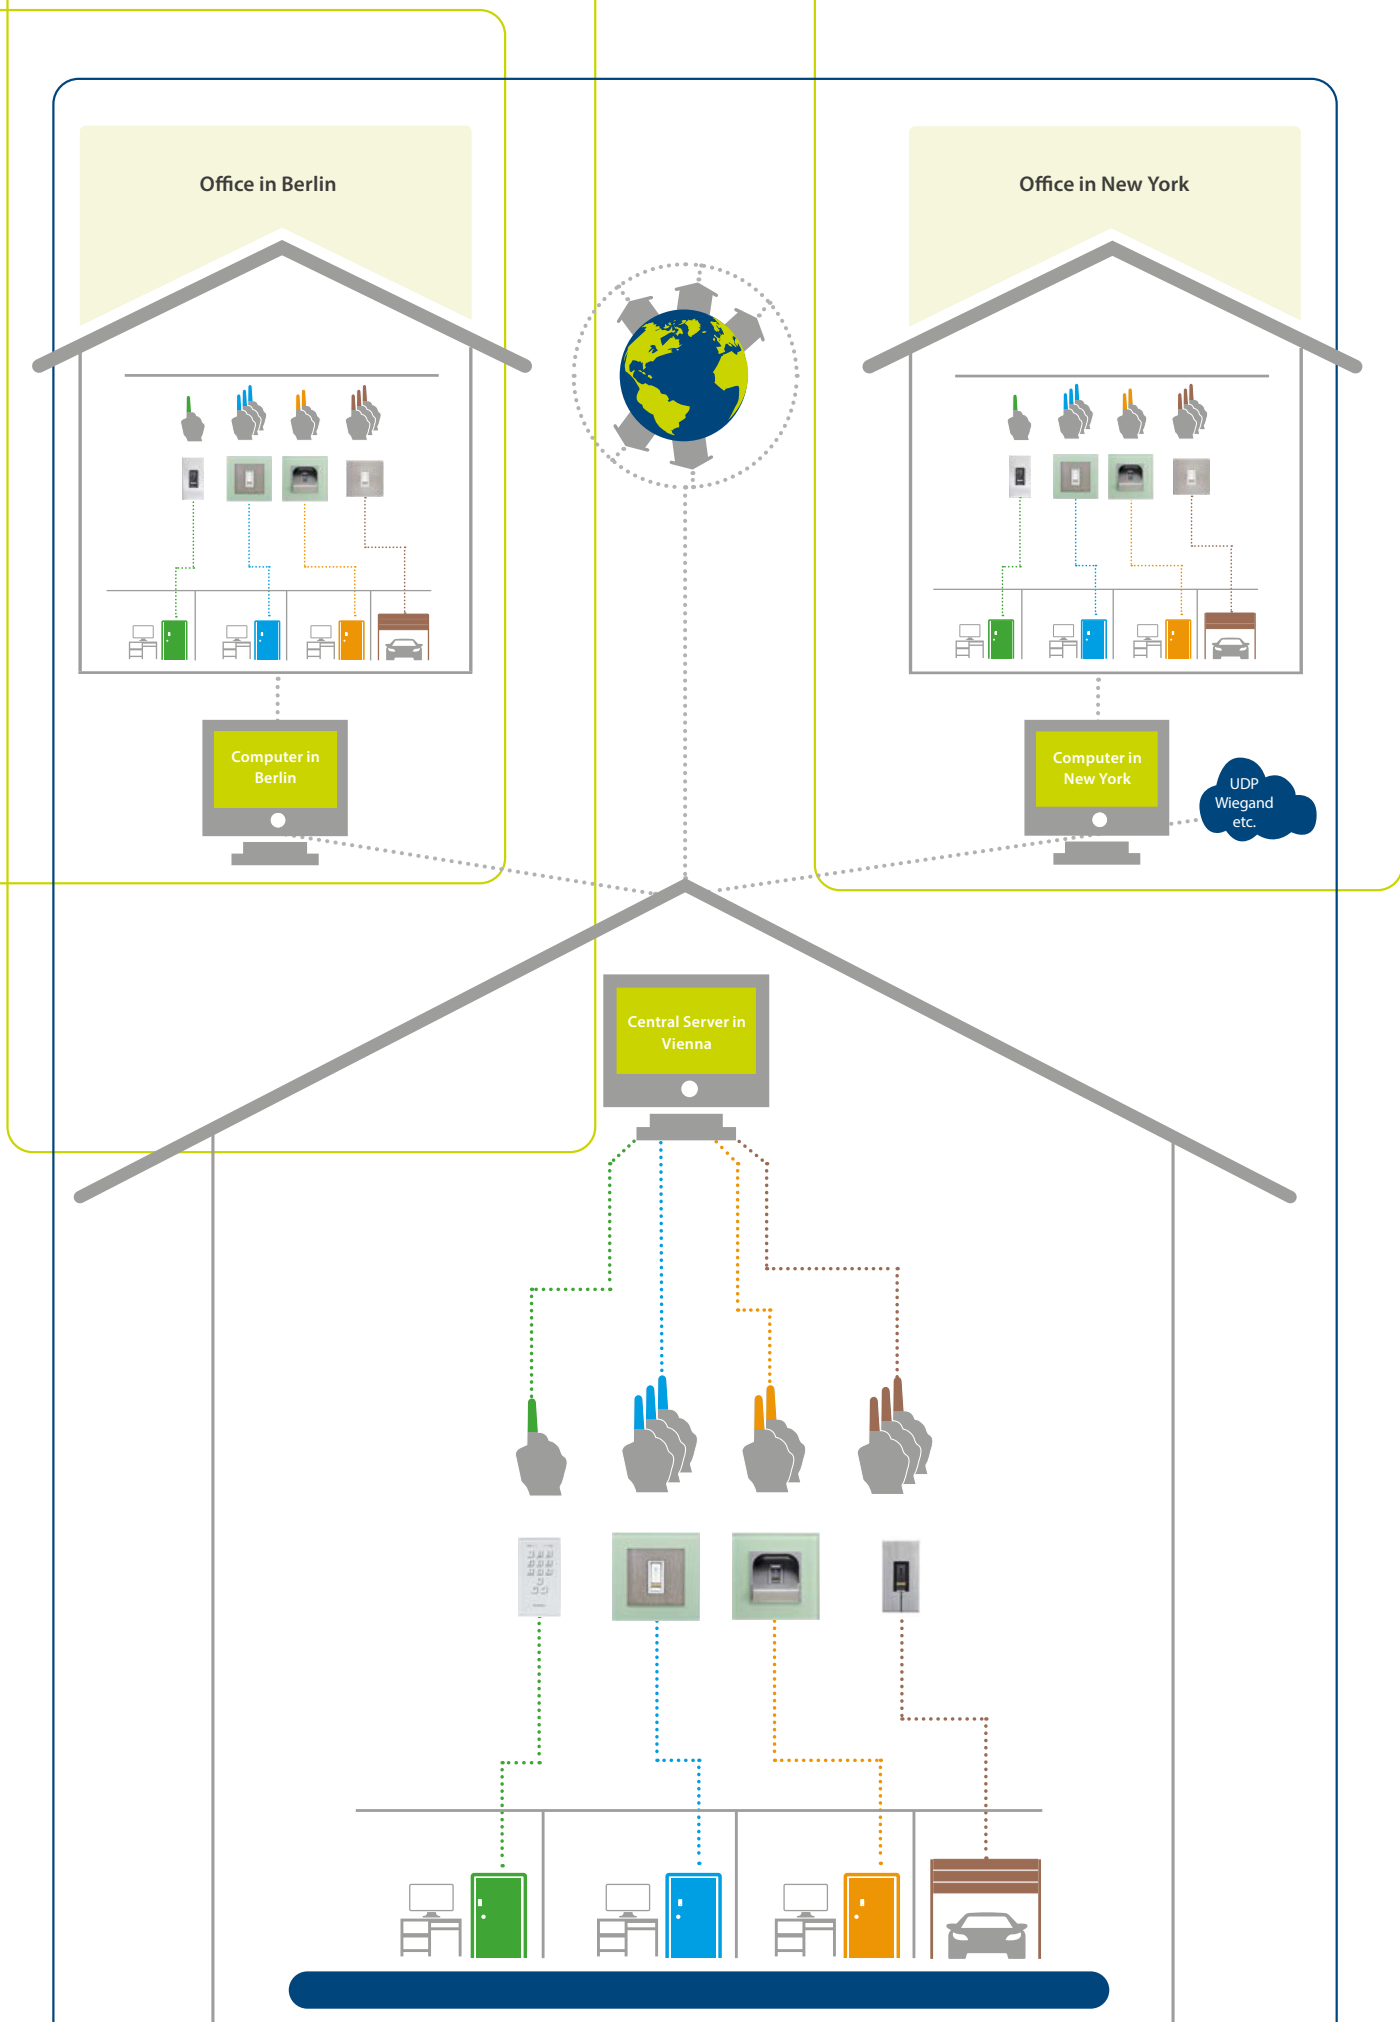 Office in Berlin
Office in New York
Computer in
Berlin
Computer in
New York
UDP
Wiegand
etc.
Central Server in
Vienna